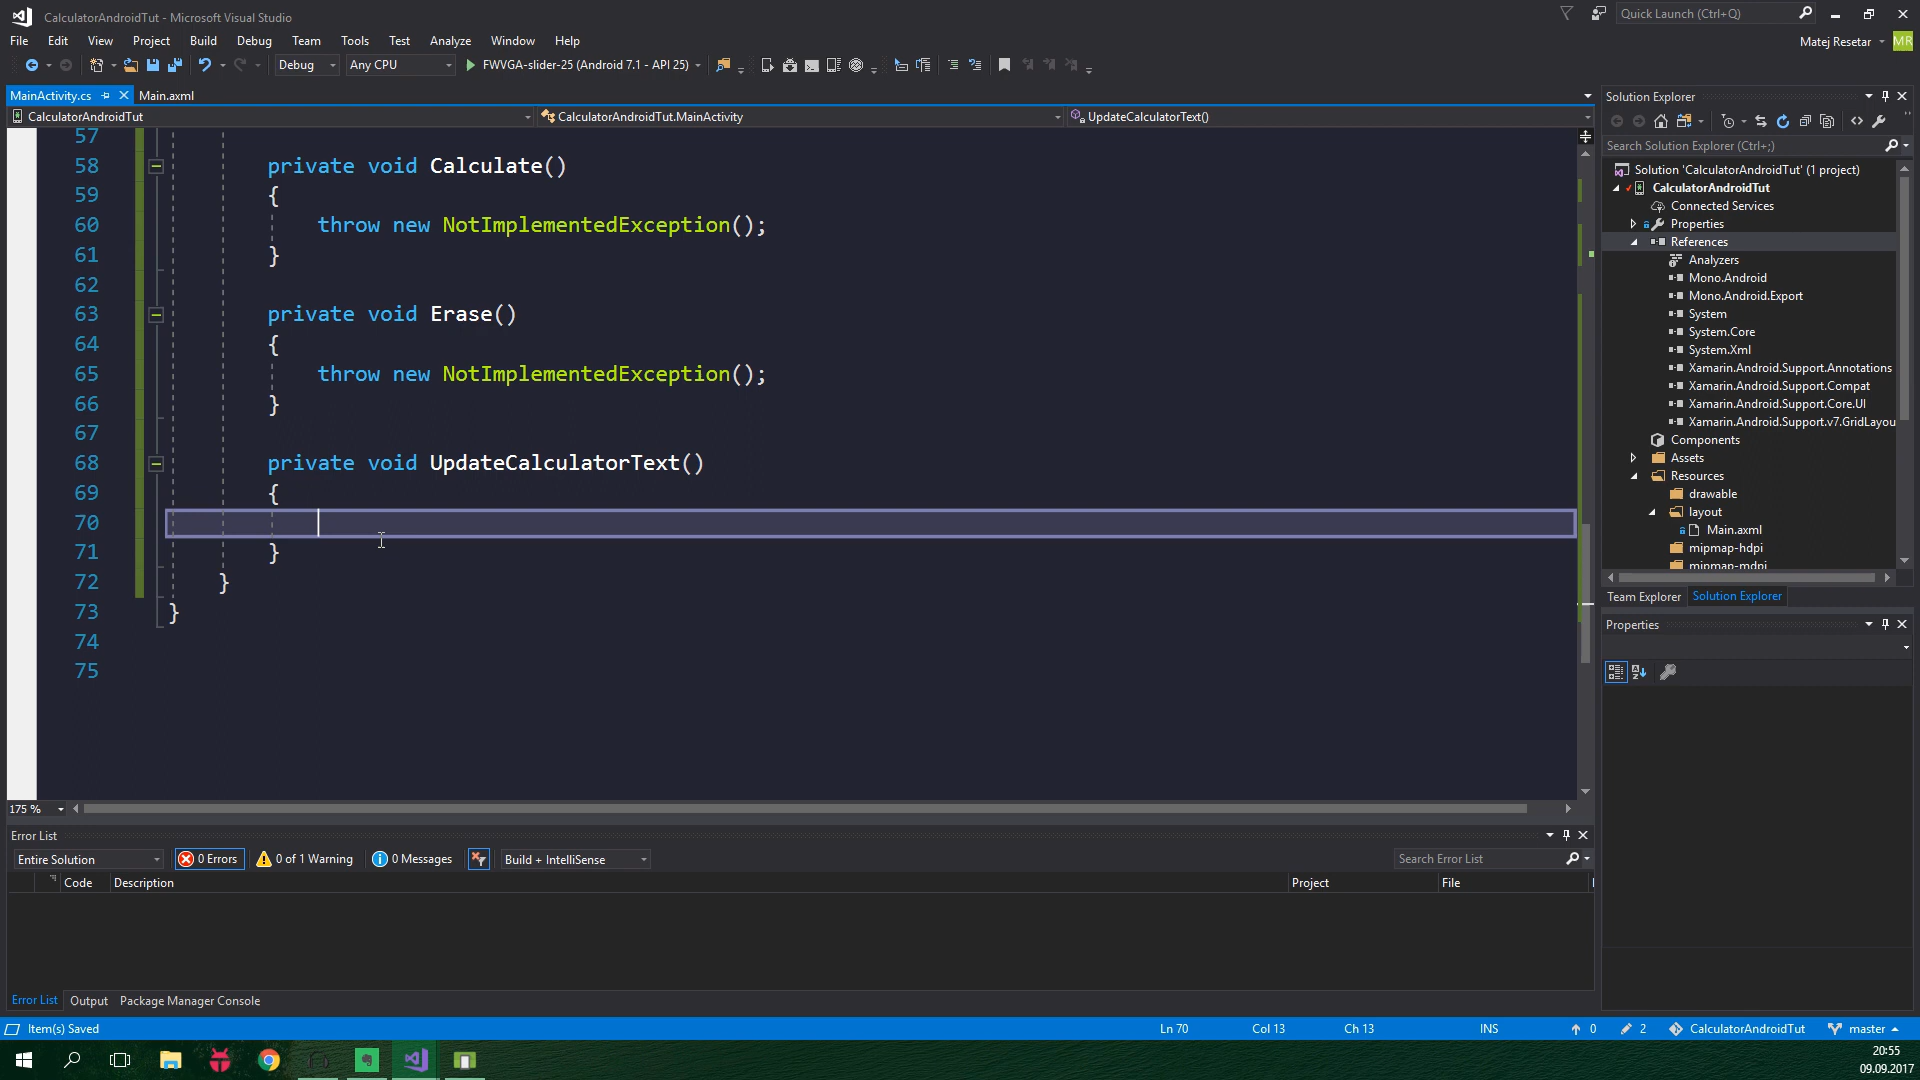 CalculatorAndroidTut - Microsoft Visual Studio
Quick Launch (Ctrl+Q)
File Edit View Project Build Debug Team Tools Test Analyze Window Help
Matej Resetar MR
Debug Any CPU FWVGA-slider-25 (Android 7.1 - API 25)
MainActivity.cs Main.axml
CalculatorAndroidTut CalculatorAndroidTut.MainActivity UpdateCalculatorText()
57
58 private void Calculate()
59 {
60 throw new NotImplementedException();
61 }
62
63 private void Erase()
64 {
65 throw new NotImplementedException();
66 }
67
68 private void UpdateCalculatorText()
69 {
70
71 }
72 }
73 }
74
75
175 %
Solution Explorer
Search Solution Explorer (Ctrl+;)
Solution 'CalculatorAndroidTut' (1 project)
CalculatorAndroidTut
Connected Services
Properties
References
Analyzers
Mono.Android
Mono.Android.Export
System
System.Core
System.Xml
Xamarin.Android.Support.Annotations
Xamarin.Android.Support.Compat
Xamarin.Android.Support.Core.UI
Xamarin.Android.Support.v7.GridLayou
Components
Assets
Resources
drawable
layout
Main.axml
mipmap-hdpi
mipmap-mdpi
Team Explorer Solution Explorer
Properties
Error List
Entire Solution 0 Errors 0 of 1 Warning 0 Messages Build + IntelliSense Search Error List
Code Description Project File
Error List Output Package Manager Console
Item(s) Saved Ln 70 Col 13 Ch 13 INS 0 2 CalculatorAndroidTut master
20:55
09.09.2017